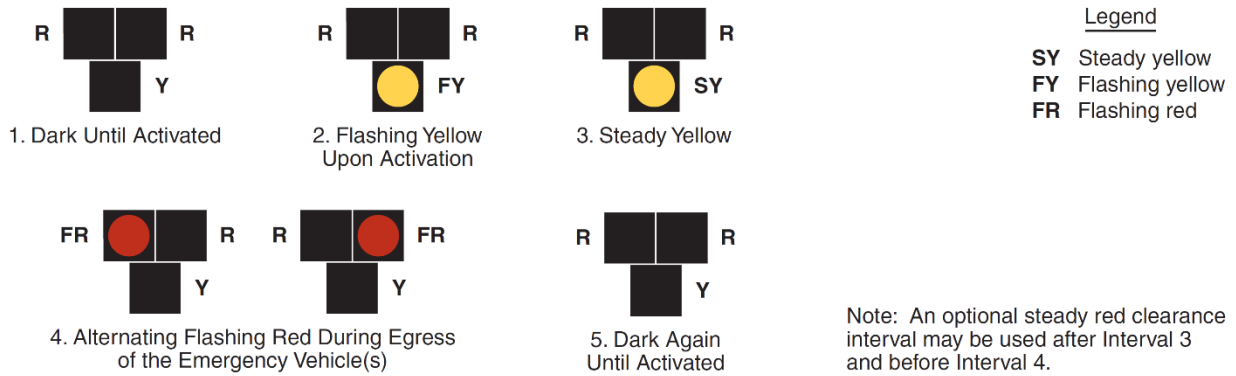 R R
Y
1. Dark Until Activated
R R
FY
2. Flashing Yellow
Upon Activation
R R
SY
3. Steady Yellow
Legend
SY Steady yellow
FY Flashing yellow
FR Flashing red
FR R
Y
R FR
Y
4. Alternating Flashing Red During Egress
of the Emergency Vehicle(s)
R R
Y
5. Dark Again
Until Activated
Note: An optional steady red clearance
interval may be used after Interval 3
and before Interval 4.